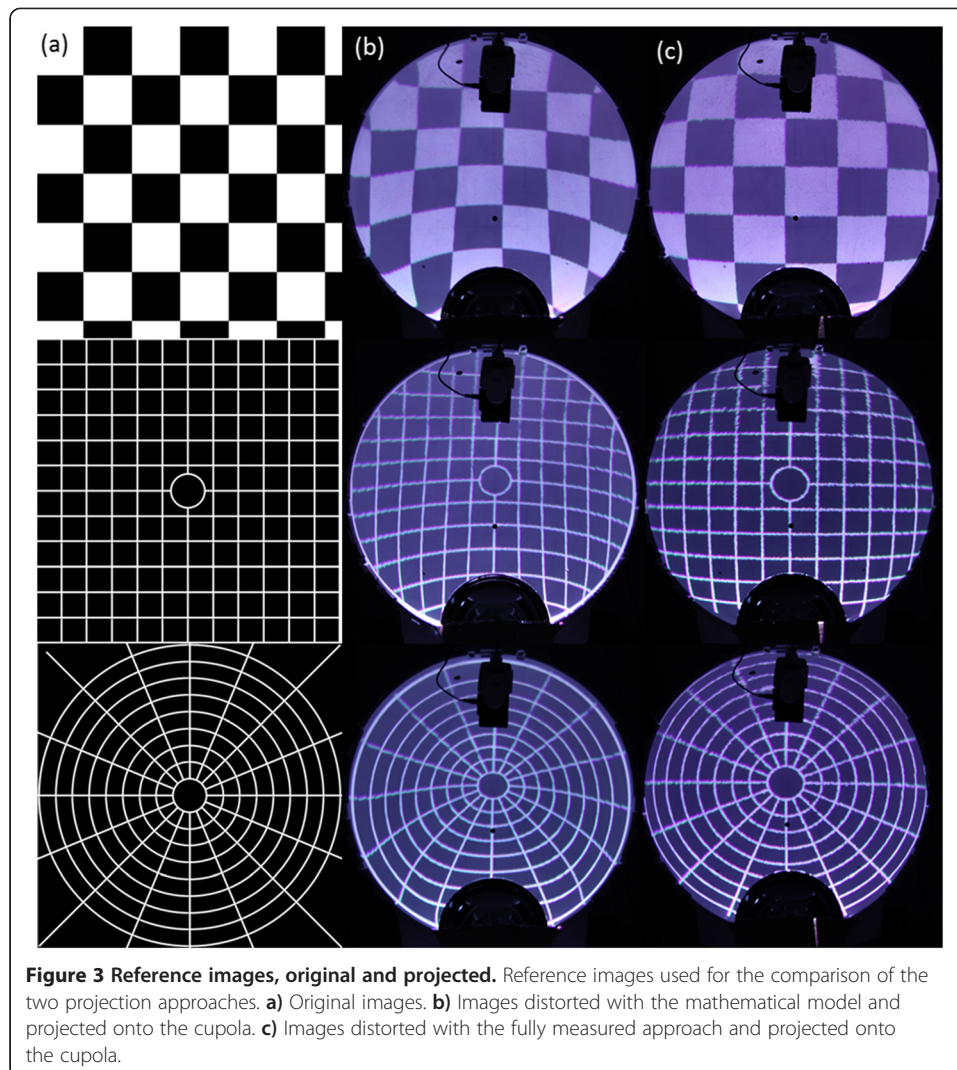 (a)
(b)
(c)
Figure 3 Reference images, original and projected. Reference images used for the comparison of the
two projection approaches. a) Original images. b) Images distorted with the mathematical model and
projected onto the cupola. c) Images distorted with the fully measured approach and projected onto
the cupola.